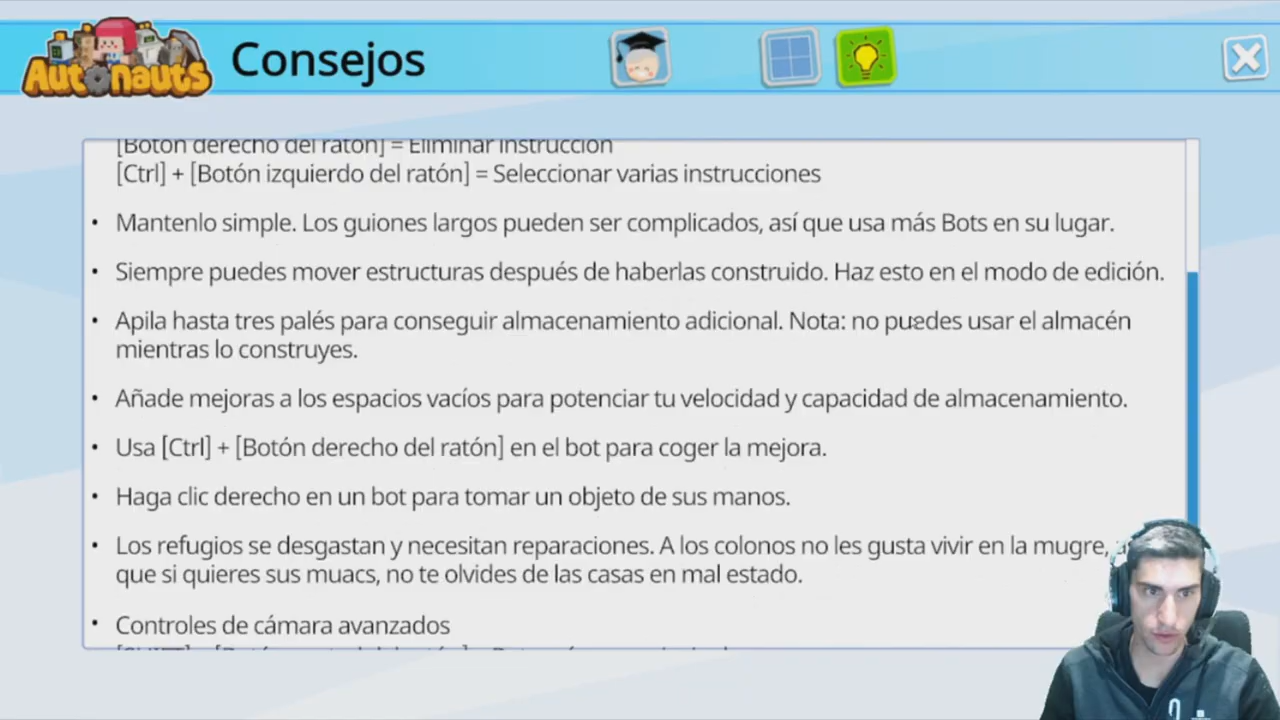 Autonauts
Consejos
[Botón derecho del ratón] = Eliminar instrucción
[Ctrl] + [Botón izquierdo del ratón] = Seleccionar varias instrucciones
• Mantenlo simple. Los guiones largos pueden ser complicados, así que usa más Bots en su lugar.
• Siempre puedes mover estructuras después de haberlas construido. Haz esto en el modo de edición.
• Apila hasta tres palés para conseguir almacenamiento adicional. Nota: no puedes usar el almacén
mientras lo construyes.
• Añade mejoras a los espacios vacíos para potenciar tu velocidad y capacidad de almacenamiento.
• Usa [Ctrl] + [Botón derecho del ratón] en el bot para coger la mejora.
• Haga clic derecho en un bot para tomar un objeto de sus manos.
• Los refugios se desgastan y necesitan reparaciones. A los colonos no les gusta vivir en la mugre,
que si quieres sus muacs, no te olvides de las casas en mal estado.
• Controles de cámara avanzados